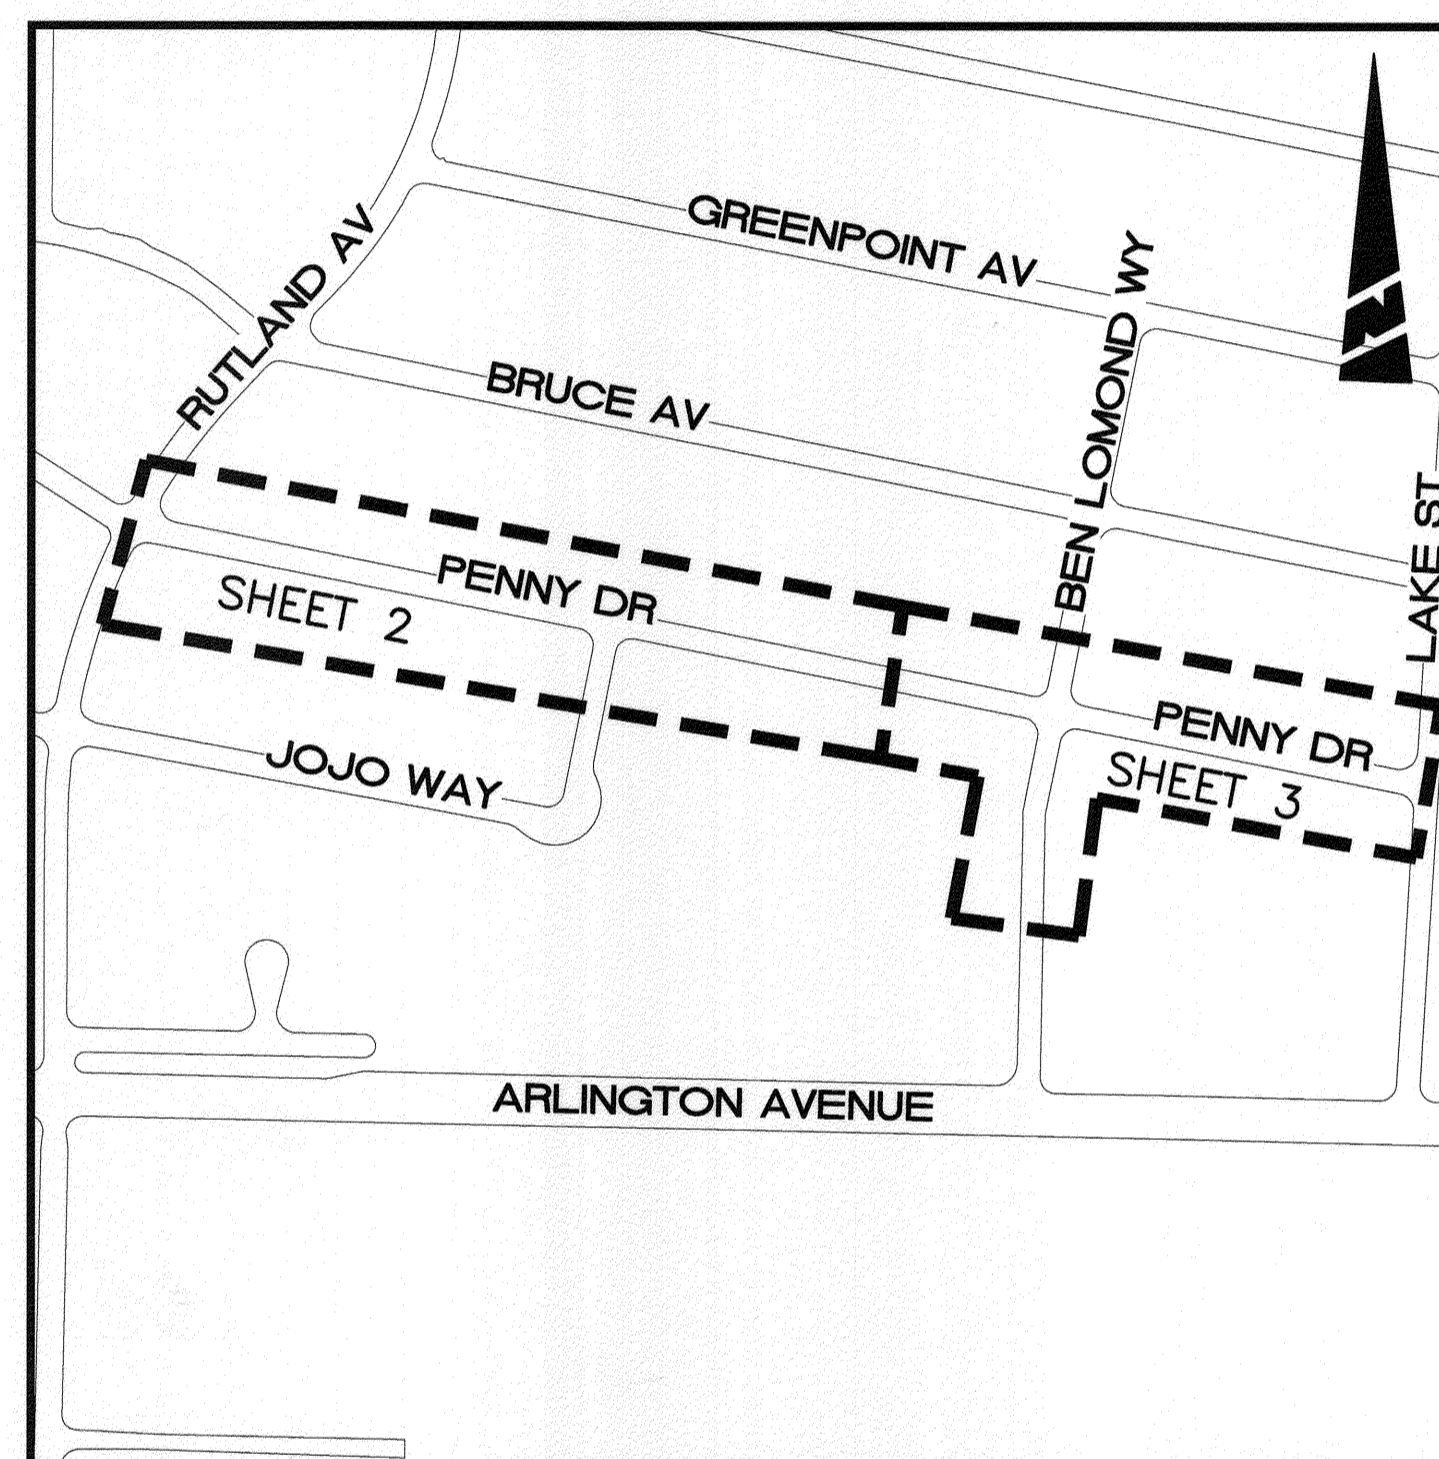 GREENPOINT AV
RUTLAND AV
BEN LOMOND WY
BRUCE AV
LAKE ST
PENNY DR
SHEET 2
PENNY DR
JOJO WAY
SHEET 3
ARLINGTON AVENUE
N